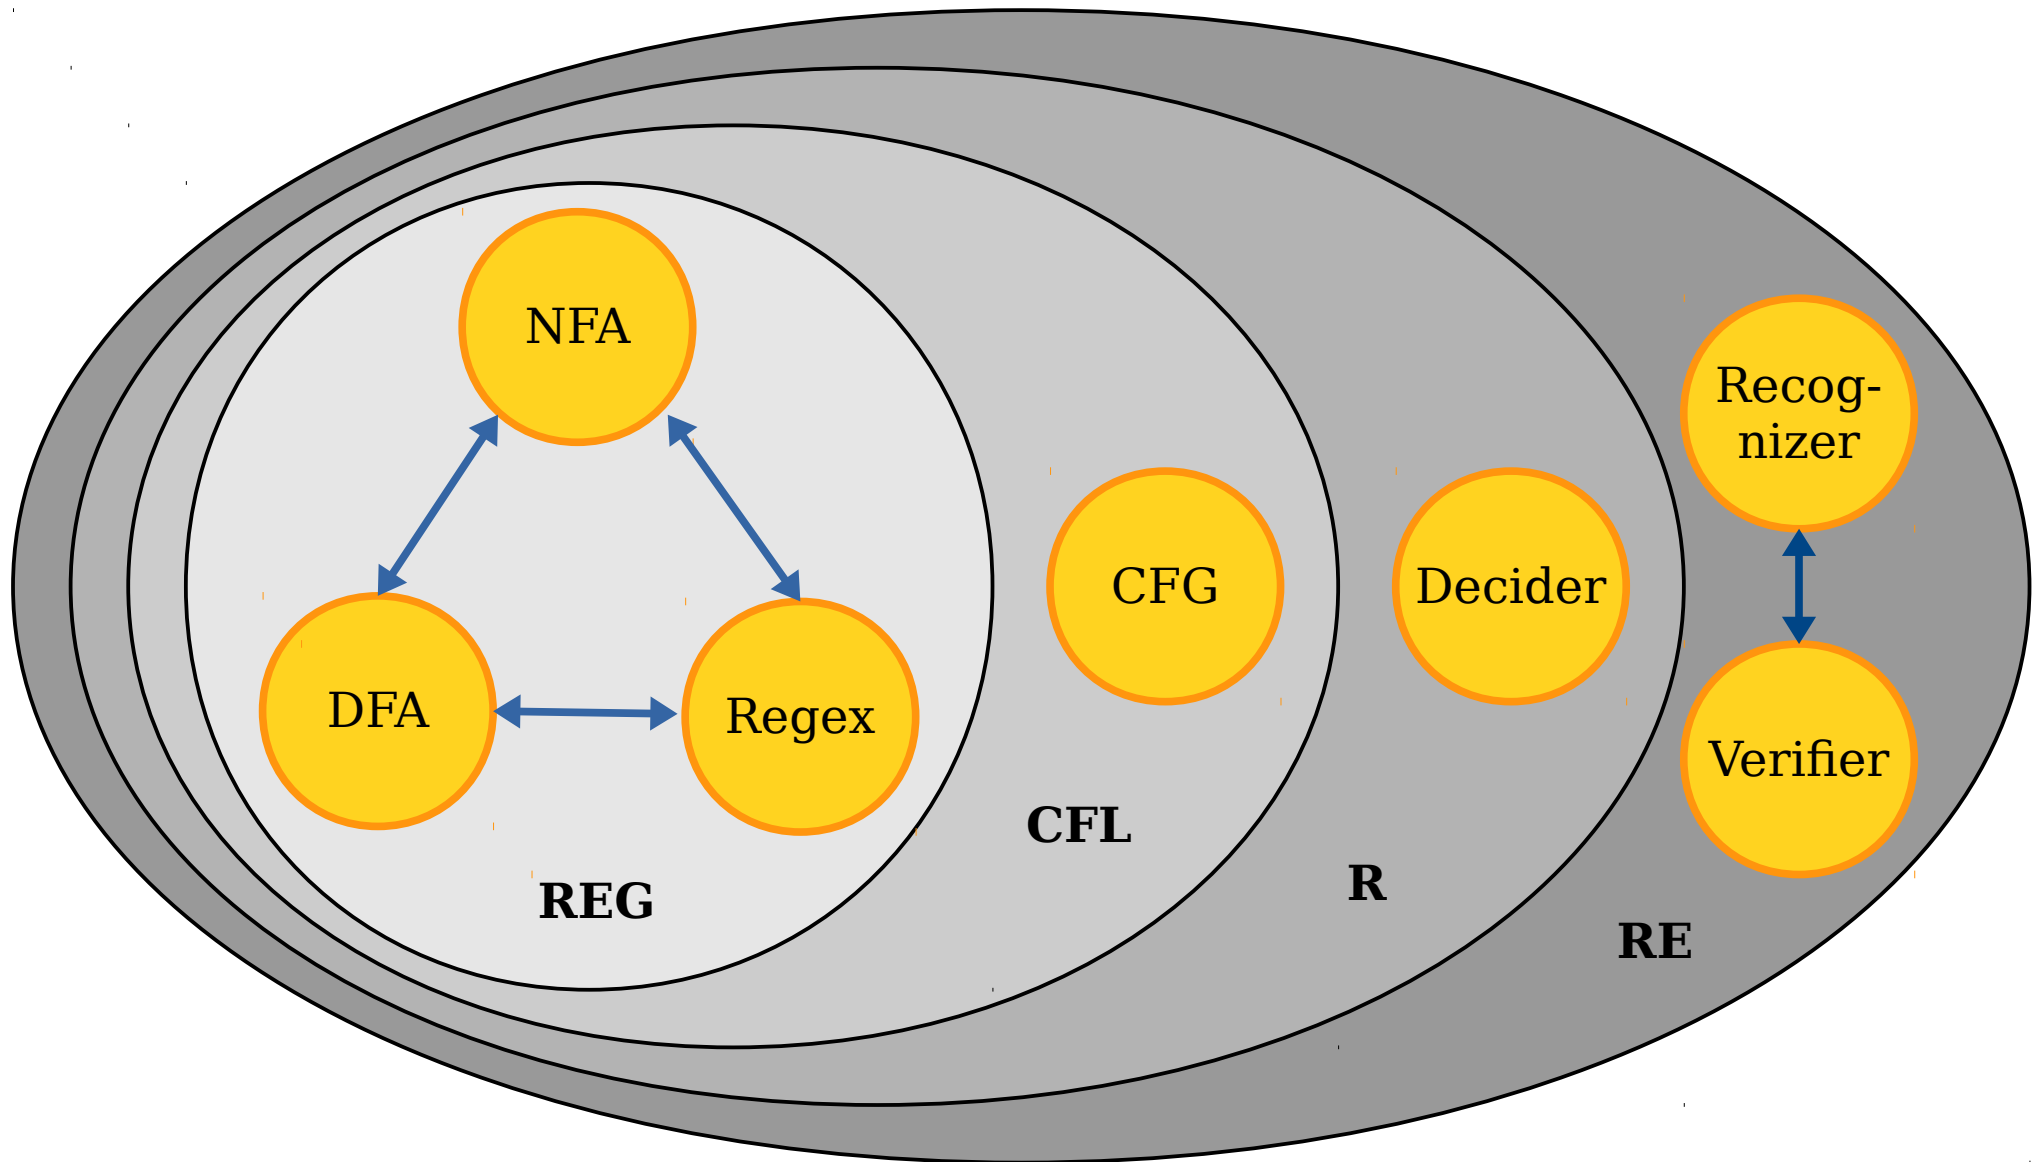 NFA
DFA
Regex
REG
CFG
CFL
Decider
R
Recog-
nizer
Verifier
RE